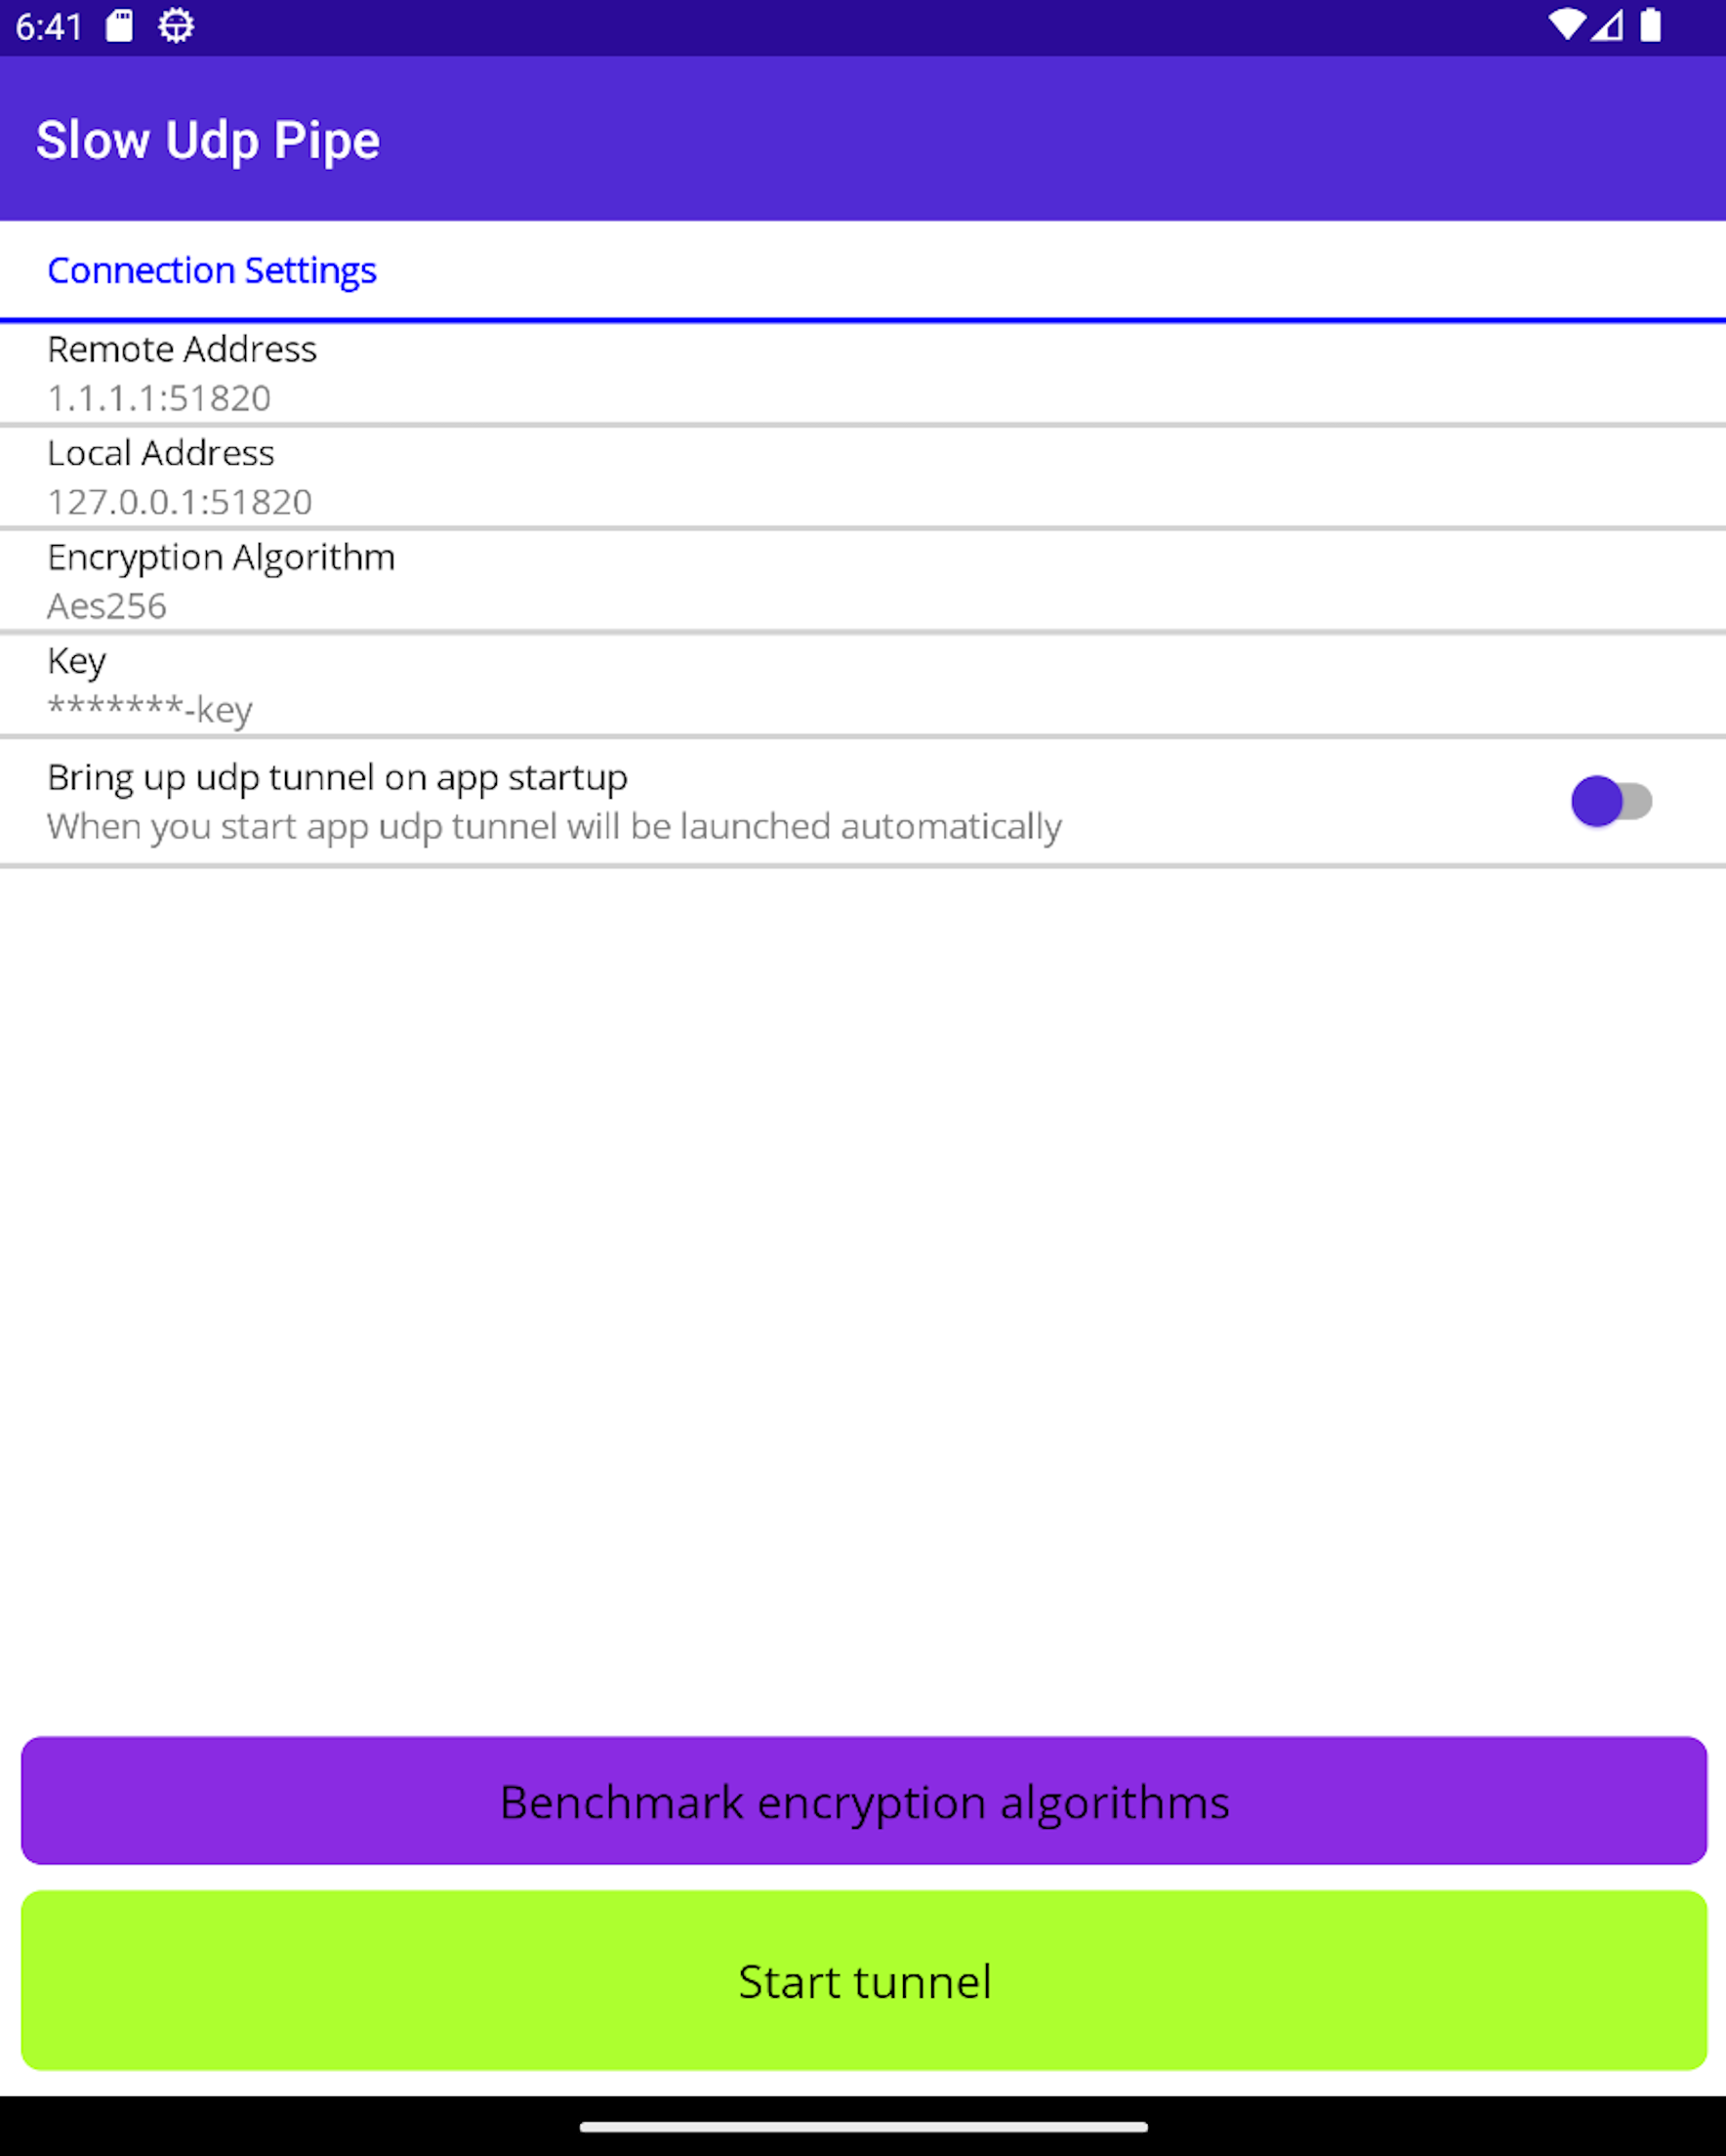 6:41
Slow Udp Pipe
Connection Settings
Remote Address
1.1.1.1:51820
Local Address
127.0.0.1:51820
Encryption Algorithm
Aes256
Key
*******-key
Bring up udp tunnel on app startup
When you start app udp tunnel will be launched automatically
Benchmark encryption algorithms
Start tunnel